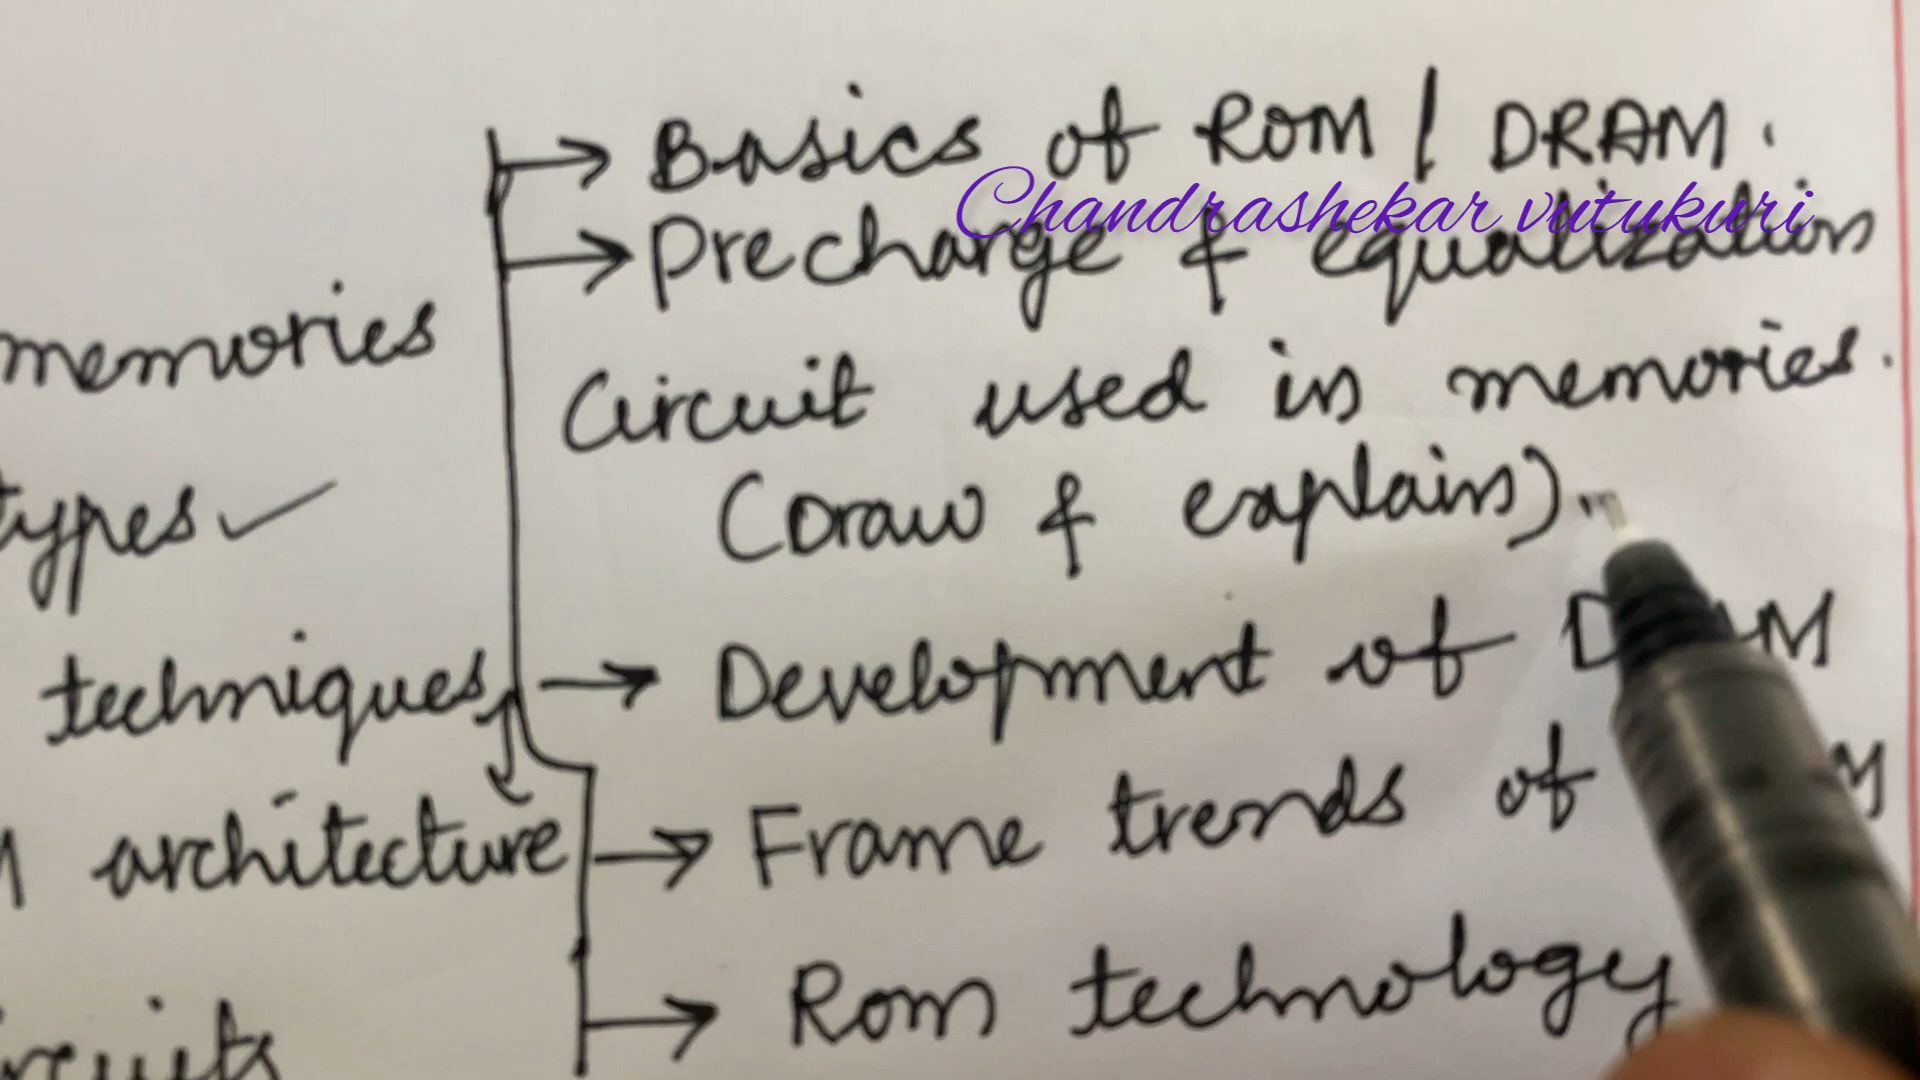 → Basics of ROM / DRAM.
Chandrashekar vutukuri
→ Precharge & equalization
Circuit used in memories.
(Draw & explain)
→ Development of
→ Frame trends of
→ Rom technology
memories
types ✓
techniques
architecture